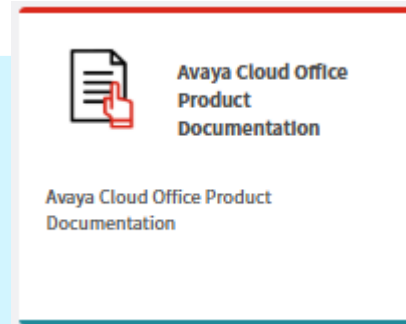 Avaya Cloud Office
Product
Documentation
Avaya Cloud Office Product
Documentation